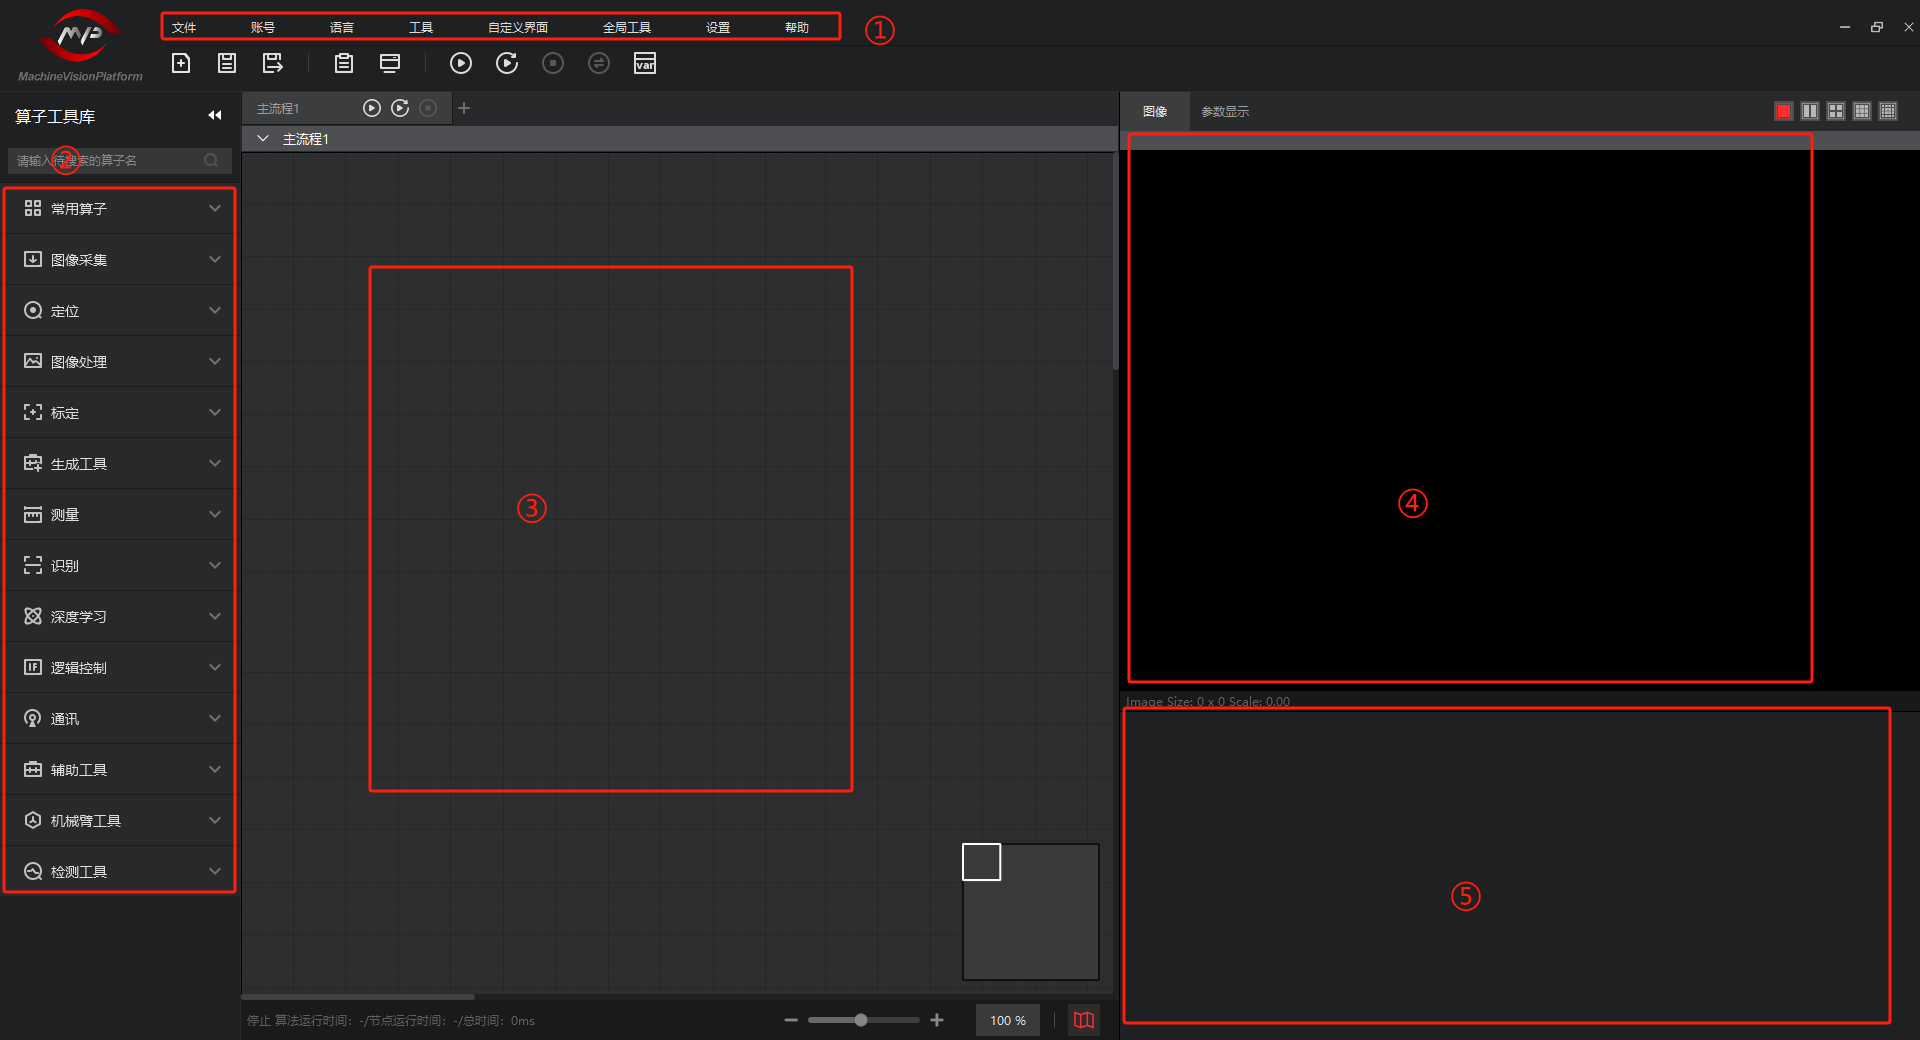 MVP
MachineVisionPlatform
文件 账号 语言 工具 自定义界面 全局工具 设置 帮助 ①
var
算子工具库
请输入待搜索的算子名
②
常用算子
图像采集
定位
图像处理
标定
生成工具
测量
识别
深度学习
IF 逻辑控制
通讯
辅助工具
机械臂工具
检测工具
主流程1
主流程1
③
停止 算法运行时间: -/节点运行时间: -/总时间: 0ms
100 %
图像 参数显示
④
Image Size: 0 x 0 Scale: 0.00
⑤